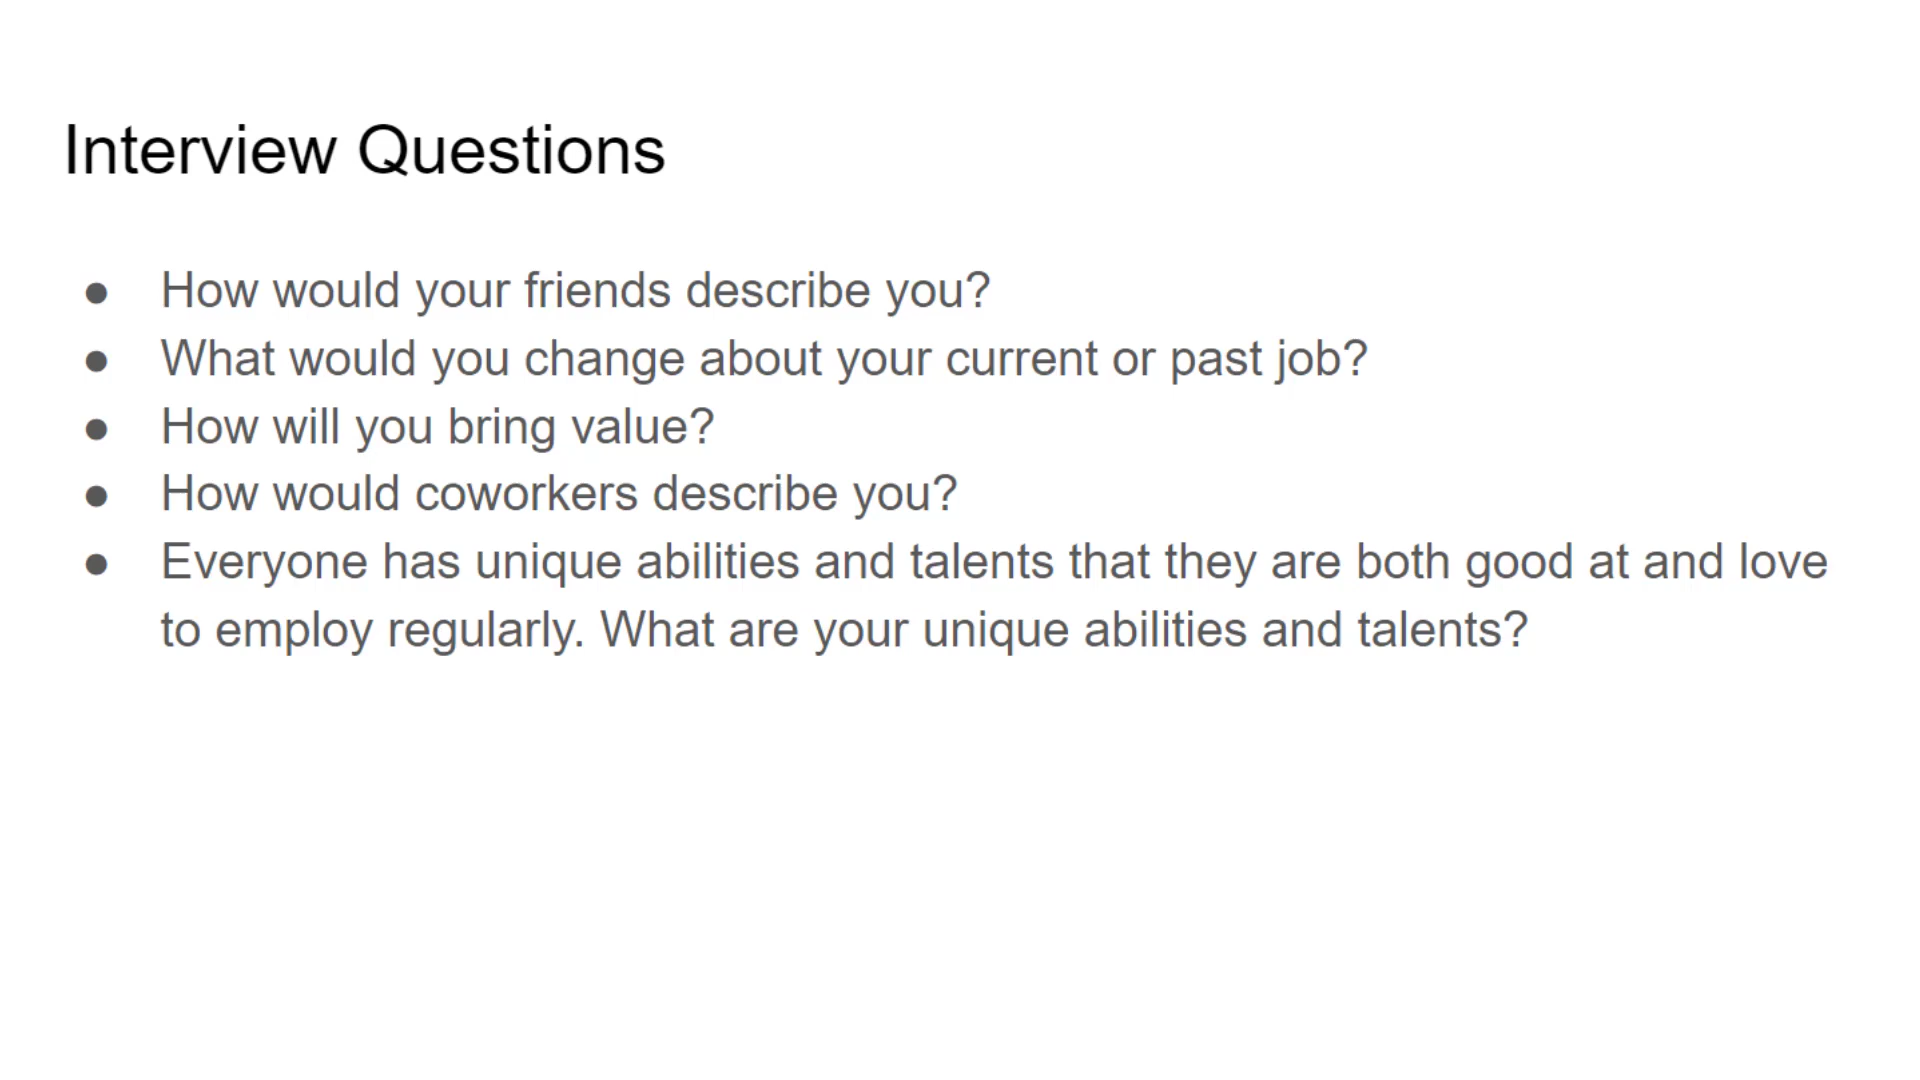 Interview Questions
● How would your friends describe you?
● What would you change about your current or past job?
● How will you bring value?
● How would coworkers describe you?
● Everyone has unique abilities and talents that they are both good at and love
to employ regularly. What are your unique abilities and talents?